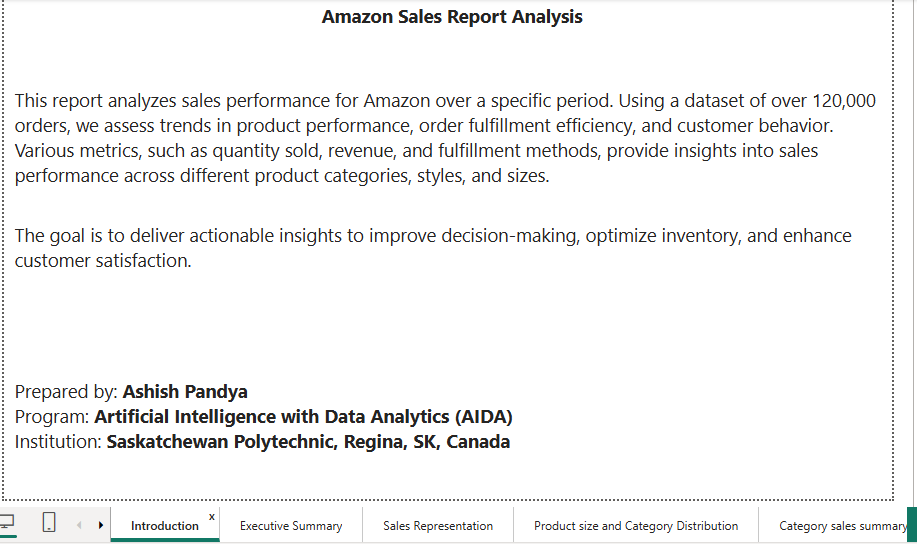 Amazon Sales Report Analysis
This report analyzes sales performance for Amazon over a specific period. Using a dataset of over 120,000
orders, we assess trends in product performance, order fulfillment efficiency, and customer behavior.
Various metrics, such as quantity sold, revenue, and fulfillment methods, provide insights into sales
performance across different product categories, styles, and sizes.
The goal is to deliver actionable insights to improve decision-making, optimize inventory, and enhance
customer satisfaction.
Prepared by: Ashish Pandya
Program: Artificial Intelligence with Data Analytics (AIDA)
Institution: Saskatchewan Polytechnic, Regina, SK, Canada
Introduction x Executive Summary Sales Representation Product size and Category Distribution Category sales summary